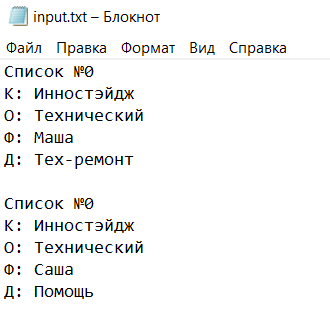 input.txt – Блокнот
Файл Правка Формат Вид Справка
Список №0
К: Инностэйдж
О: Технический
Ф: Маша
Д: Тех-ремонт
Список №0
К: Инностэйдж
О: Технический
Ф: Саша
Д: Помощь